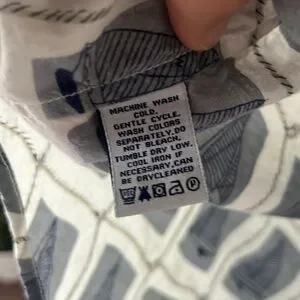 MACHINE WASH
COLD,
GENTLE CYCLE,
WASH COLORS
SEPARATELY,DO
NOT BLEACH,
TUMBLE DRY LOW.
COOL IRON IF
NECESSARY,CAN
BE DRYCLEANED